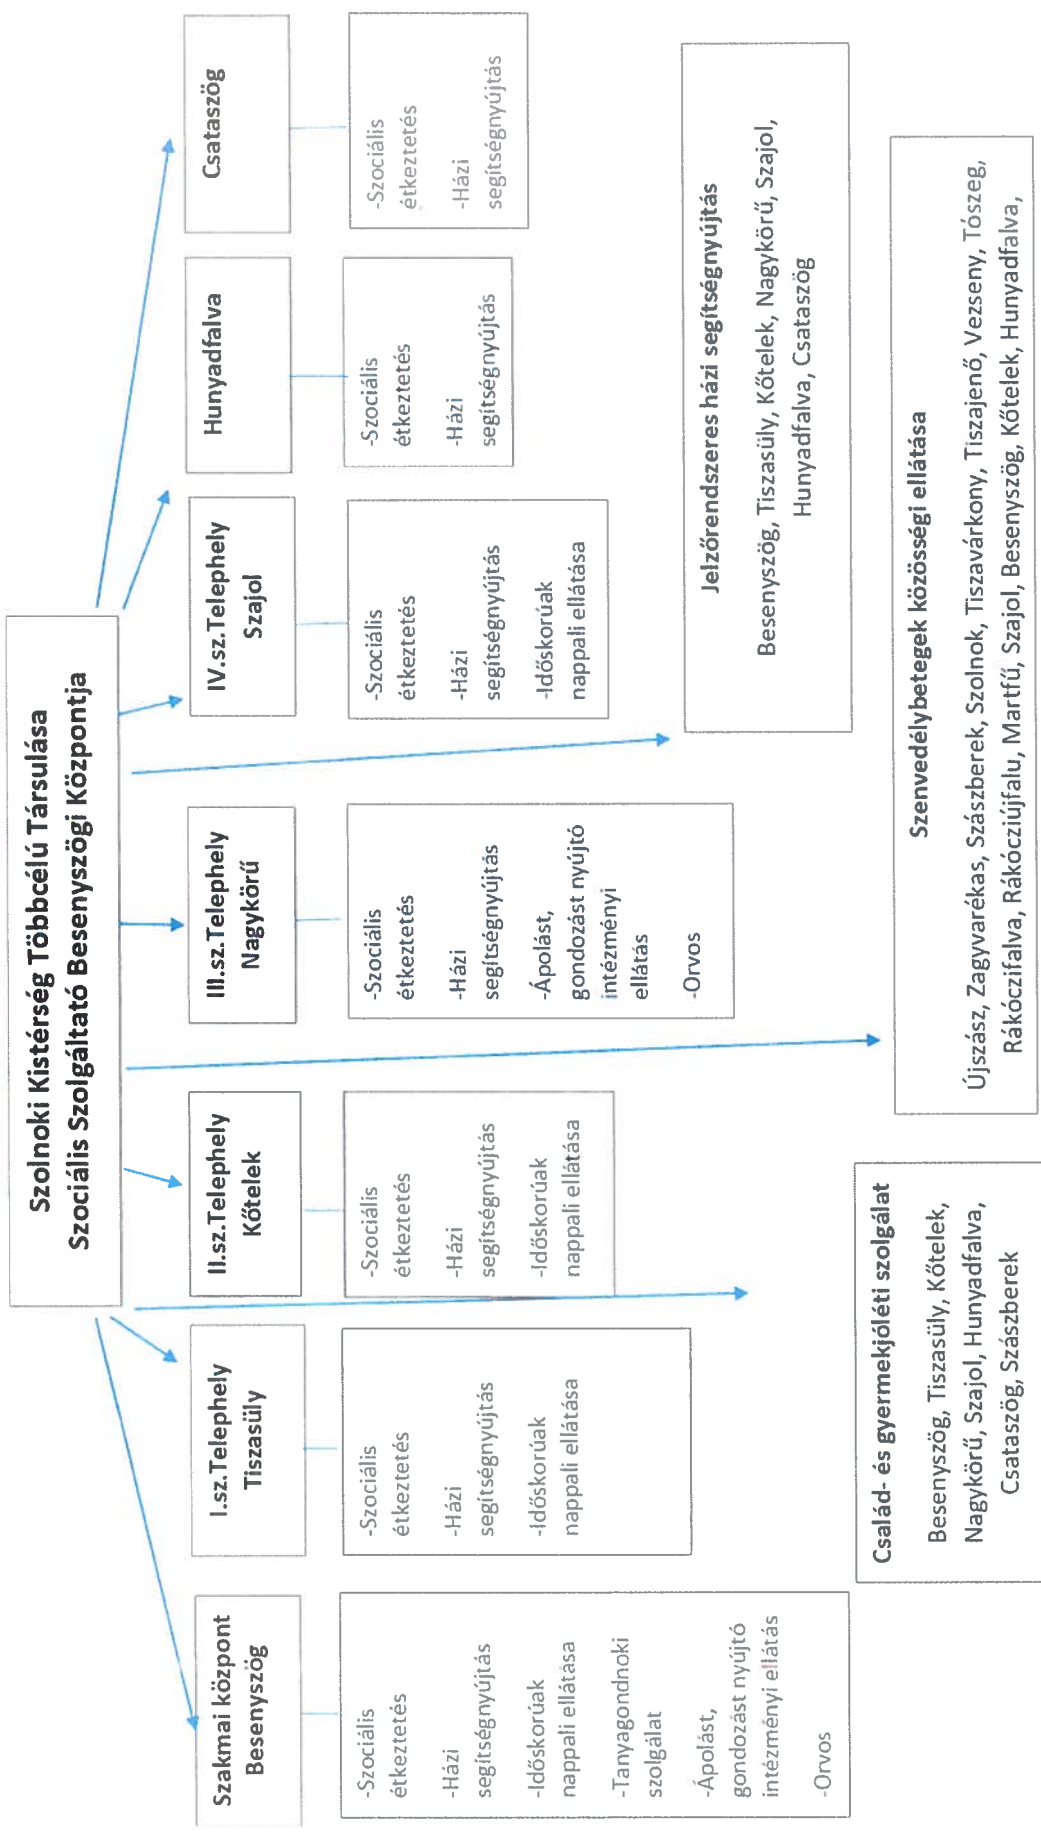 Szolnoki Kistérség Többcélú Társulása
Szociális Szolgáltató Besenyszögi Központja
Szakmai központ
Besenyszög
-Szociális
étkeztetés
-Házi
segítségnyújtás
-Időskorúak
nappali ellátása
-Tanyagondnoki
szolgálat
-Ápolást,
gondozást nyújtó
intézményi ellátás
-Orvos
I.sz.Telephely
Tiszasüly
-Szociális
étkeztetés
-Házi
segítségnyújtás
-Időskorúak
nappali ellátása
II.sz.Telephely
Kőtelek
-Szociális
étkeztetés
-Házi
segítségnyújtás
-Időskorúak
nappali ellátása
III.sz.Telephely
Nagykörű
-Szociális
étkeztetés
-Házi
segítségnyújtás
-Ápolást,
gondozást nyújtó
intézményi
ellátás
-Orvos
IV.sz.Telephely
Szajol
-Szociális
étkeztetés
-Házi
segítségnyújtás
-Időskorúak
nappali ellátása
Hunyadfalva
-Szociális
étkeztetés
-Házi
segítségnyújtás
Csataszög
-Szociális
étkeztetés
-Házi
segítségnyújtás
Jelzőrendszeres házi segítségnyújtás
Besenyszög, Tiszasüly, Kőtelek, Nagykörű, Szajol,
Hunyadfalva, Csataszög
Család- és gyermekjóléti szolgálat
Besenyszög, Tiszasüly, Kőtelek,
Nagykörű, Szajol, Hunyadfalva,
Csataszög, Szászberek
Szenvedélybetegek közösségi ellátása
Újszász, Zagyvarékas, Szászberek, Szolnok, Tiszavárkony, Tiszajenő, Vezseny, Tószeg,
Rákóczifalva, Rákócziújfalu, Martfű, Szajol, Besenyszög, Kőtelek, Hunyadfalva,